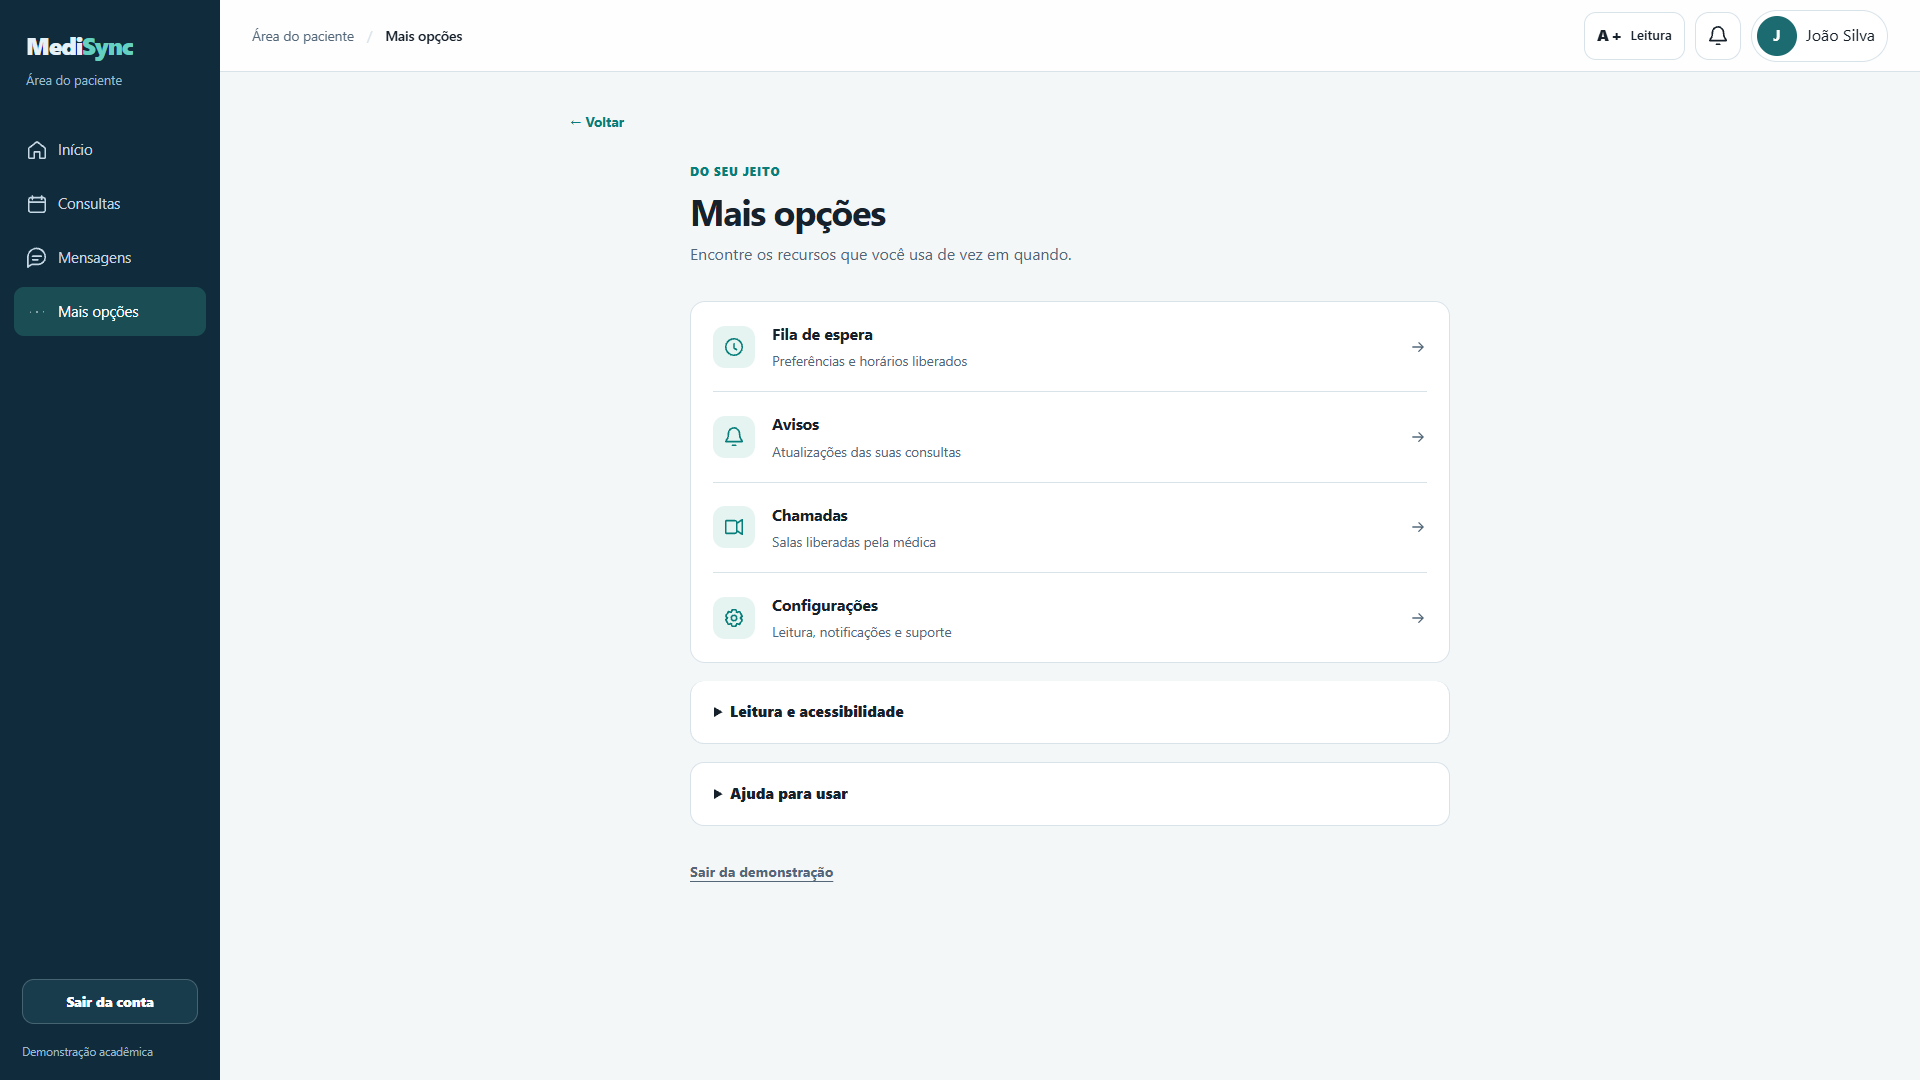 MediSync
Área do paciente
Início
Consultas
Mensagens
Mais opções
Sair da conta
Demonstração acadêmica
Área do paciente / Mais opções
A+ Leitura
J João Silva
← Voltar
DO SEU JEITO
Mais opções
Encontre os recursos que você usa de vez em quando.
Fila de espera
Preferências e horários liberados
Avisos
Atualizações das suas consultas
Chamadas
Salas liberadas pela médica
Configurações
Leitura, notificações e suporte
Leitura e acessibilidade
Ajuda para usar
Sair da demonstração